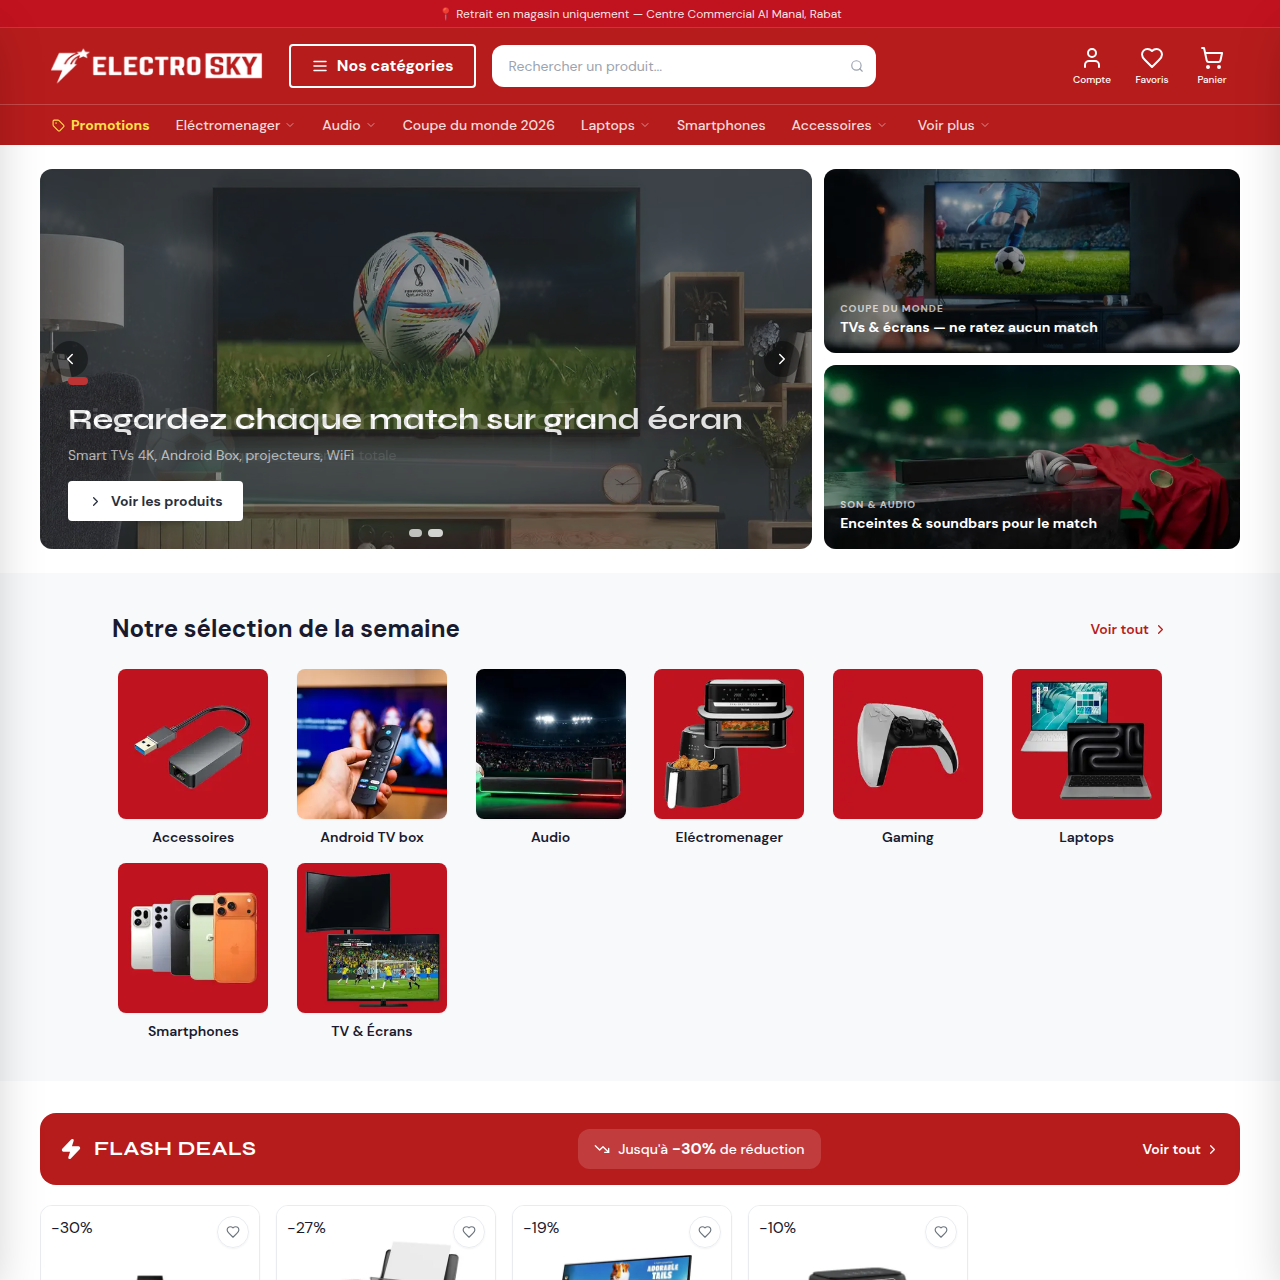 📍 Retrait en magasin uniquement — Centre Commercial Al Manal, Rabat
ELECTRO SKY
Nos catégories
Rechercher un produit...
Compte
Favoris
Panier
Promotions
Eléctromenager
Audio
Coupe du monde 2026
Laptops
Smartphones
Accessoires
Voir plus
Regardez chaque match sur grand écran
Smart TVs 4K, Android Box, projecteurs, WiFi totale
Voir les produits
COUPE DU MONDE
TVs & écrans — ne ratez aucun match
SON & AUDIO
Enceintes & soundbars pour le match
Notre sélection de la semaine
Voir tout
Accessoires
Android TV box
Audio
Eléctromenager
Gaming
Laptops
Smartphones
TV & Écrans
FLASH DEALS
Jusqu'à -30% de réduction
Voir tout
-30%
-27%
-19%
-10%
ADORABLE
TAILS